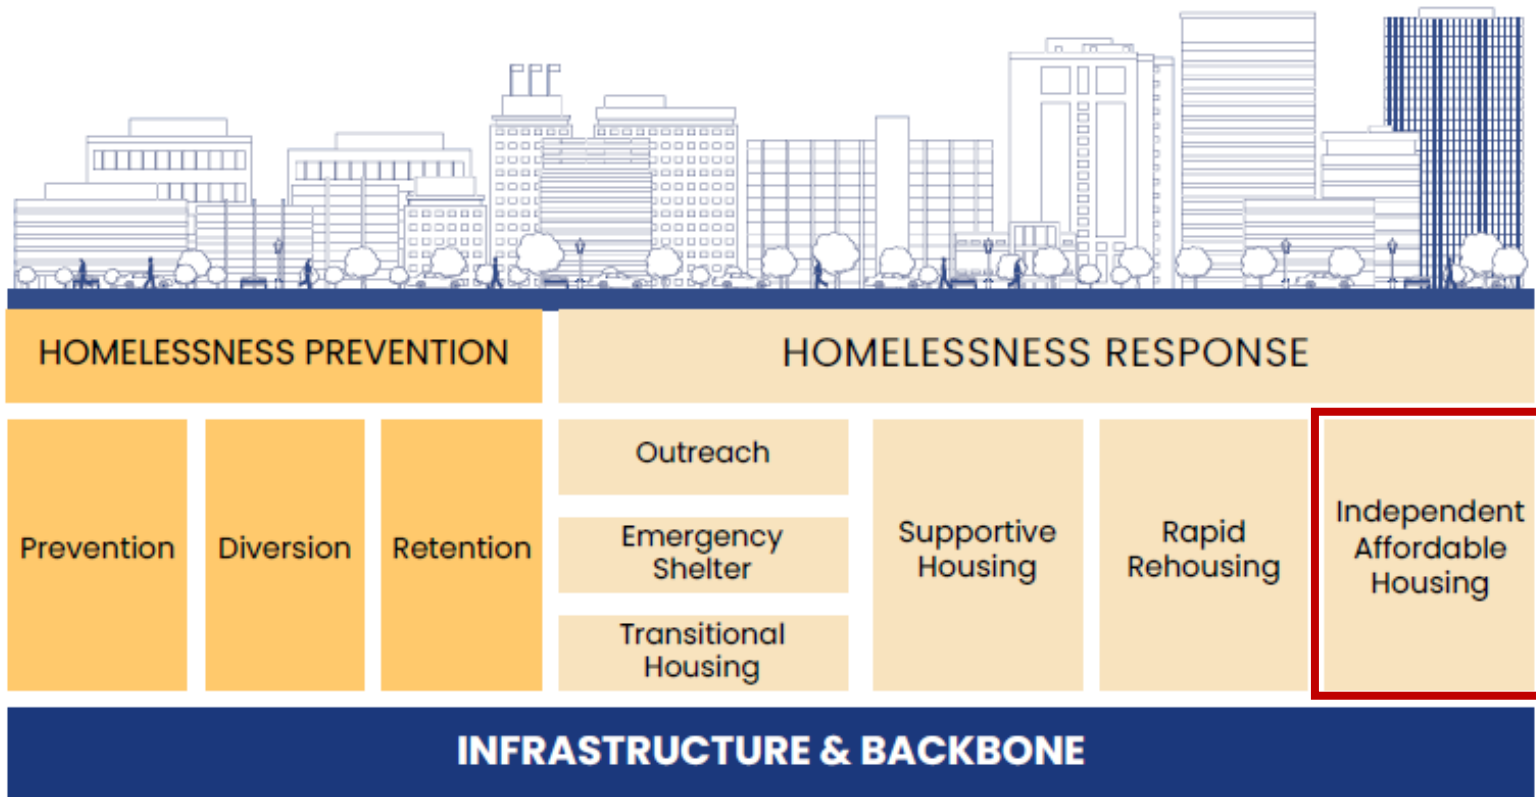 HOMELESSNESS PREVENTION
HOMELESSNESS RESPONSE
Prevention
Diversion
Retention
Outreach
Emergency
Shelter
Transitional
Housing
Supportive
Housing
Rapid
Rehousing
Independent
Affordable
Housing
INFRASTRUCTURE & BACKBONE